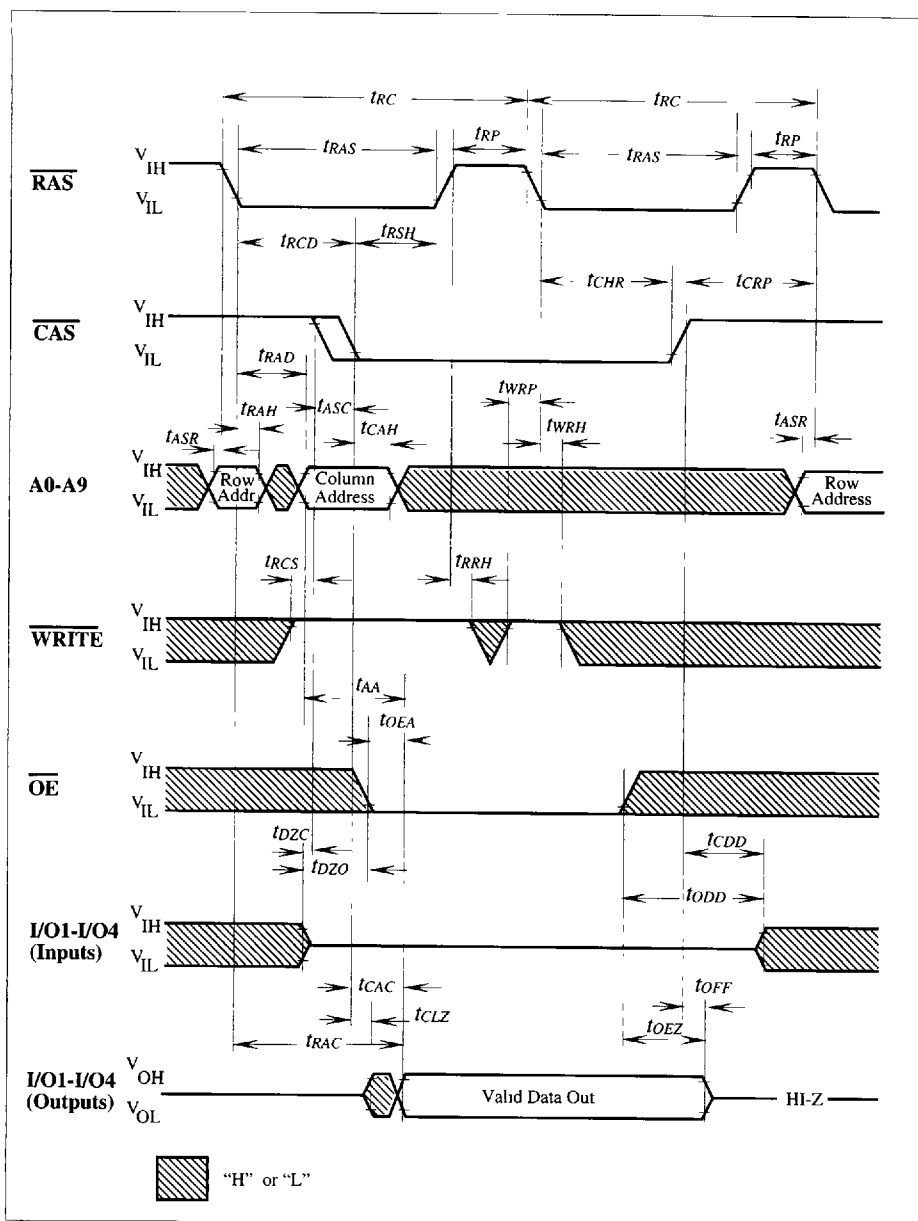 tRC tRC
tRAS tRP tRAS tRP
RAS VIH
VIL
tRCD tRSH
tCHR tCRP
CAS VIH
VIL
tRAD
tWRP
tASC
tRAH tCAH tWRH
tASR tASR
A0-A9 VIH
VIL
Row Addr.
Column Address
Row Address
tRCS tRRH
WRITE VIH
VIL
tAA
tOEA
OE VIH
VIL
tDZC tCDD
tDZO
tODD
I/O1-I/O4 (Inputs) VIH
VIL
tCAC tOFF
tCLZ
tOEZ
tRAC
I/O1-I/O4 (Outputs) VOH
VOL
Valid Data Out HI-Z
“H” or “L”